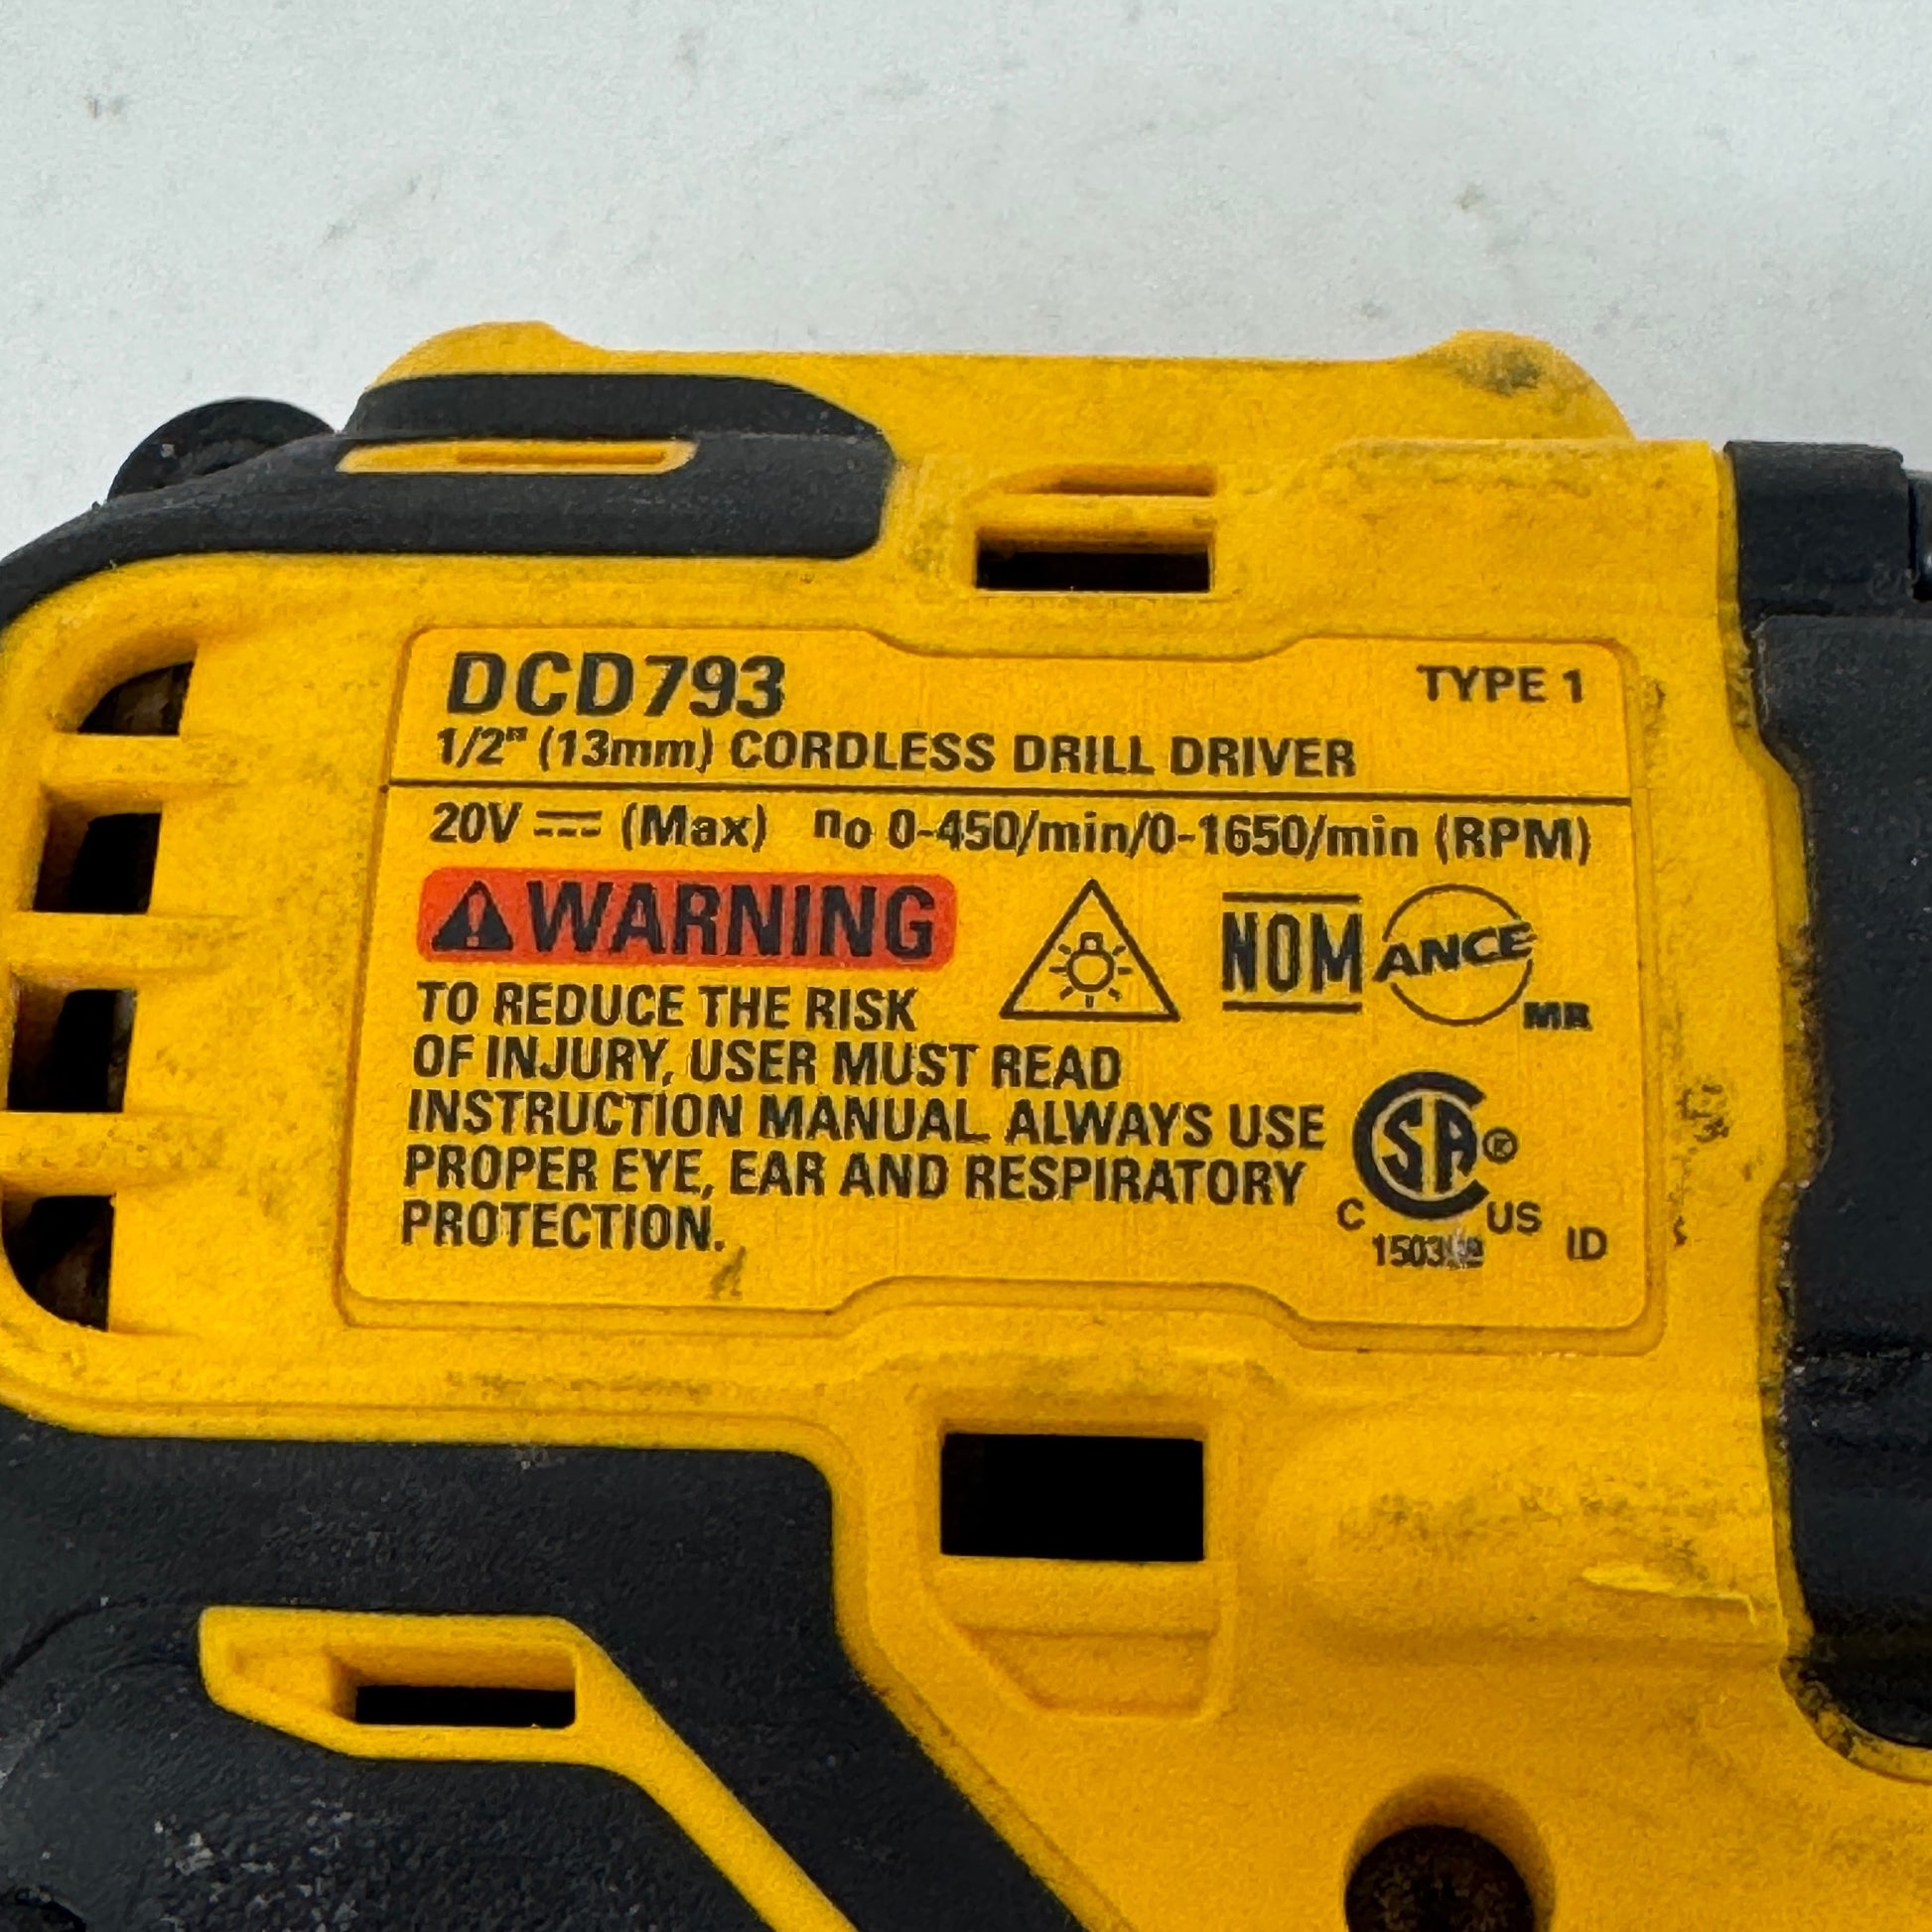 DCD793
TYPE 1
1/2" (13mm) CORDLESS DRILL DRIVER
20V ⎓ (Max) no 0-450/min/0-1650/min (RPM)
WARNING
TO REDUCE THE RISK
OF INJURY, USER MUST READ
INSTRUCTION MANUAL. ALWAYS USE
PROPER EYE, EAR AND RESPIRATORY
PROTECTION.
NOM
ANCE
MR
SA®
C US
ID